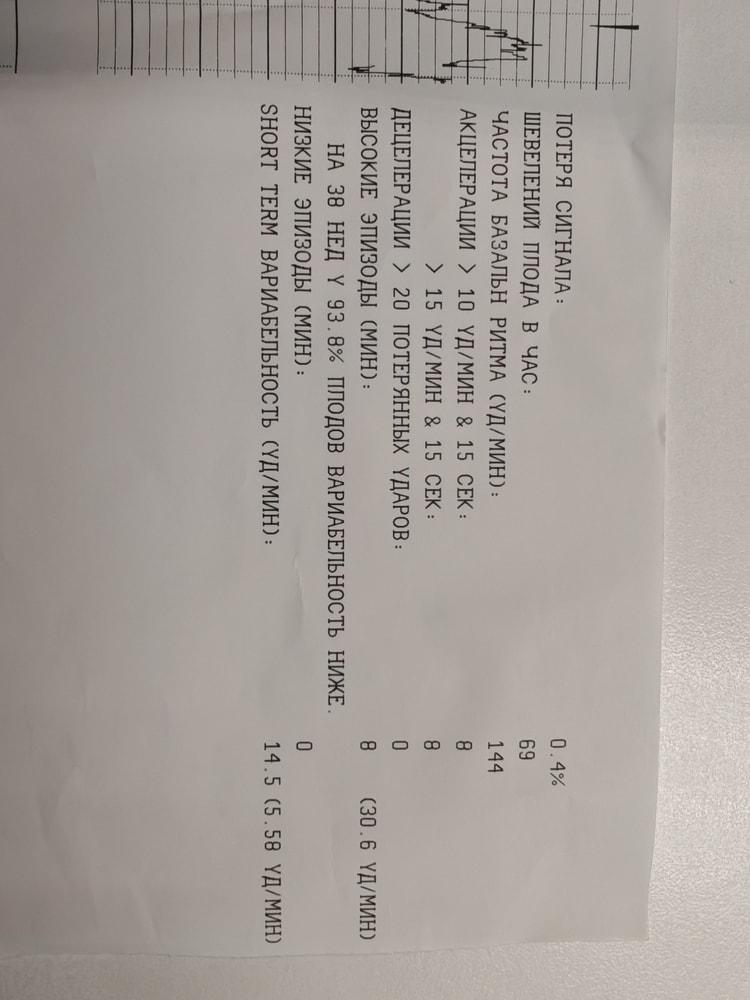 ПОТЕРЯ СИГНАЛА: 0.4%
ШЕВЕЛЕНИЙ ПЛОДА В ЧАС: 69
ЧАСТОТА БАЗАЛЬН РИТМА (УД/МИН): 144
АКЦЕЛЕРАЦИИ > 10 УД/МИН & 15 СЕК: 8
> 15 УД/МИН & 15 СЕК: 8
ДЕЦЕЛЕРАЦИИ > 20 ПОТЕРЯННЫХ УДАРОВ: 0
ВЫСОКИЕ ЭПИЗОДЫ (МИН): 8 (30.6 УД/МИН)
НА 38 НЕД У 93.8% ПЛОДОВ ВАРИАБЕЛЬНОСТЬ НИЖЕ.
НИЗКИЕ ЭПИЗОДЫ (МИН): 0
SHORT TERM ВАРИАБЕЛЬНОСТЬ (УД/МИН): 14.5 (5.58 УД/МИН)